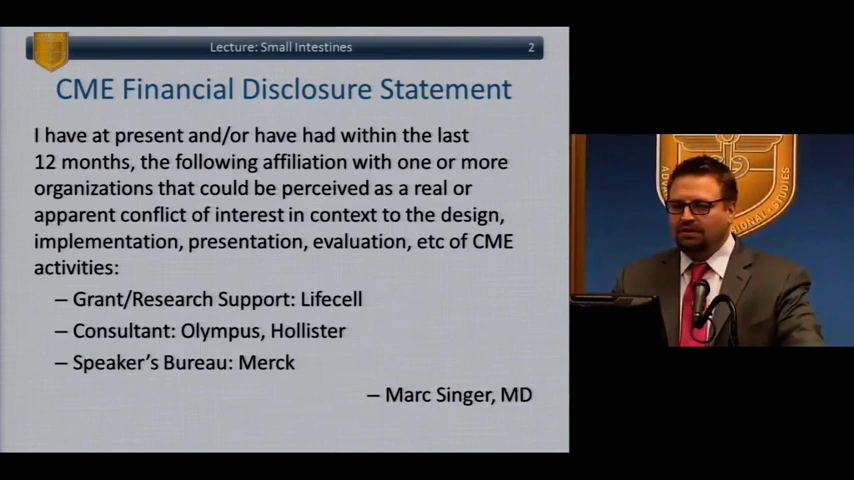 Lecture: Small Intestines
2
CME Financial Disclosure Statement
I have at present and/or have had within the last
12 months, the following affiliation with one or more
organizations that could be perceived as a real or
apparent conflict of interest in context to the design,
implementation, presentation, evaluation, etc of CME
activities:
– Grant/Research Support: Lifecell
– Consultant: Olympus, Hollister
– Speaker's Bureau: Merck
– Marc Singer, MD
STUDIES